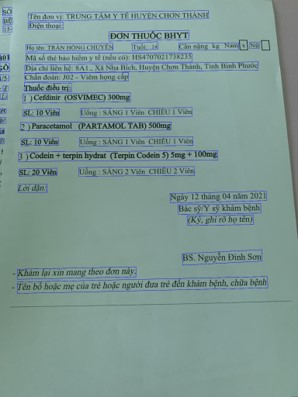 Tên đơn vị: TRUNG TÂM Y TẾ HUYỆN CHƠN THÀNH
Điện thoại:
ĐƠN THUỐC BHYT
Họ tên: TRẦN HỒNG CHUYÊN Tuổi: Cân nặng kg Nam x Nữ
Mã số thẻ bảo hiểm y tế (nếu có): HS4707021738235
Địa chỉ liên hệ: 8A1., Xã Nha Bích, Huyện Chơn Thành, Tỉnh Bình Phước
Chẩn đoán: J02 - Viêm họng cấp
Thuốc điều trị:
1 ) Cefdinir (OSVIMEC) 300mg
SL: 10 Viên Uống : SÁNG 1 Viên CHIỀU 1 Viên
2 ) Paracetamol (PARTAMOL TAB) 500mg
SL: 10 Viên Uống : SÁNG 1 Viên CHIỀU 1 Viên
3 ) Codein + terpin hydrat (Terpin Codein 5) 5mg + 100mg
SL: 20 Viên Uống : SÁNG 2 Viên CHIỀU 2 Viên
Lời dặn:
Ngày 12 tháng 04 năm 2021
Bác sỹ/Y sỹ khám bệnh
(Ký, ghi rõ họ tên)
BS. Nguyễn Đình Sơn
- Khám lại xin mang theo đơn này.
- Tên bố hoặc mẹ của trẻ hoặc người đưa trẻ đến khám bệnh, chữa bệnh